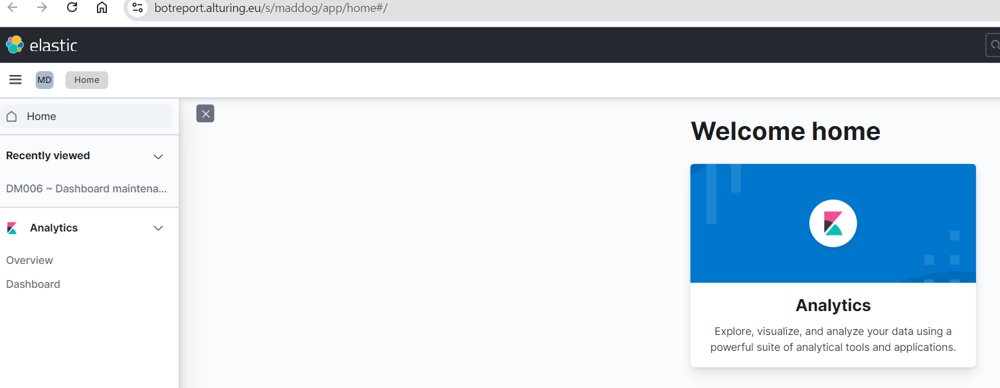 botreport.alturing.eu/s/maddog/app/home#/
elastic
MD
Home
Home
Recently viewed
DM006 ~ Dashboard maintena...
Analytics
Overview
Dashboard
Welcome home
Analytics
Explore, visualize, and analyze your data using a
powerful suite of analytical tools and applications.